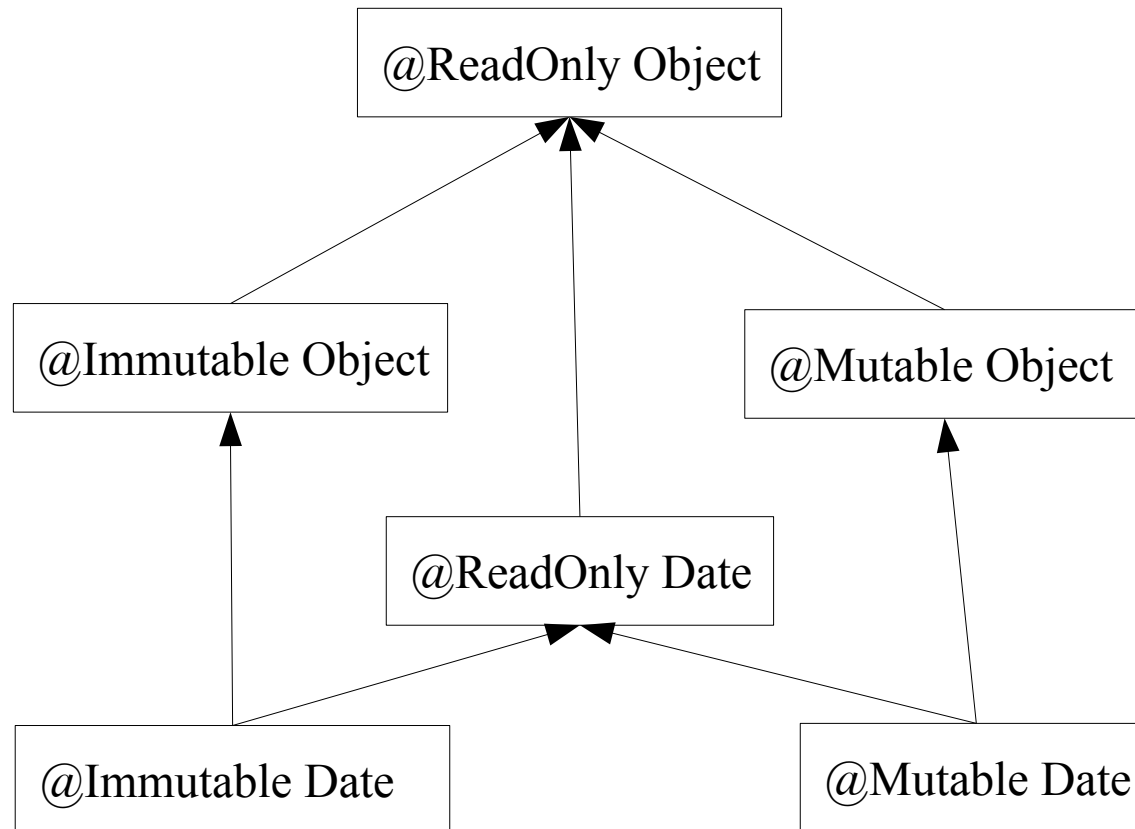 @ReadOnly Object
@Immutable Object
@Mutable Object
@ReadOnly Date
@Immutable Date
@Mutable Date